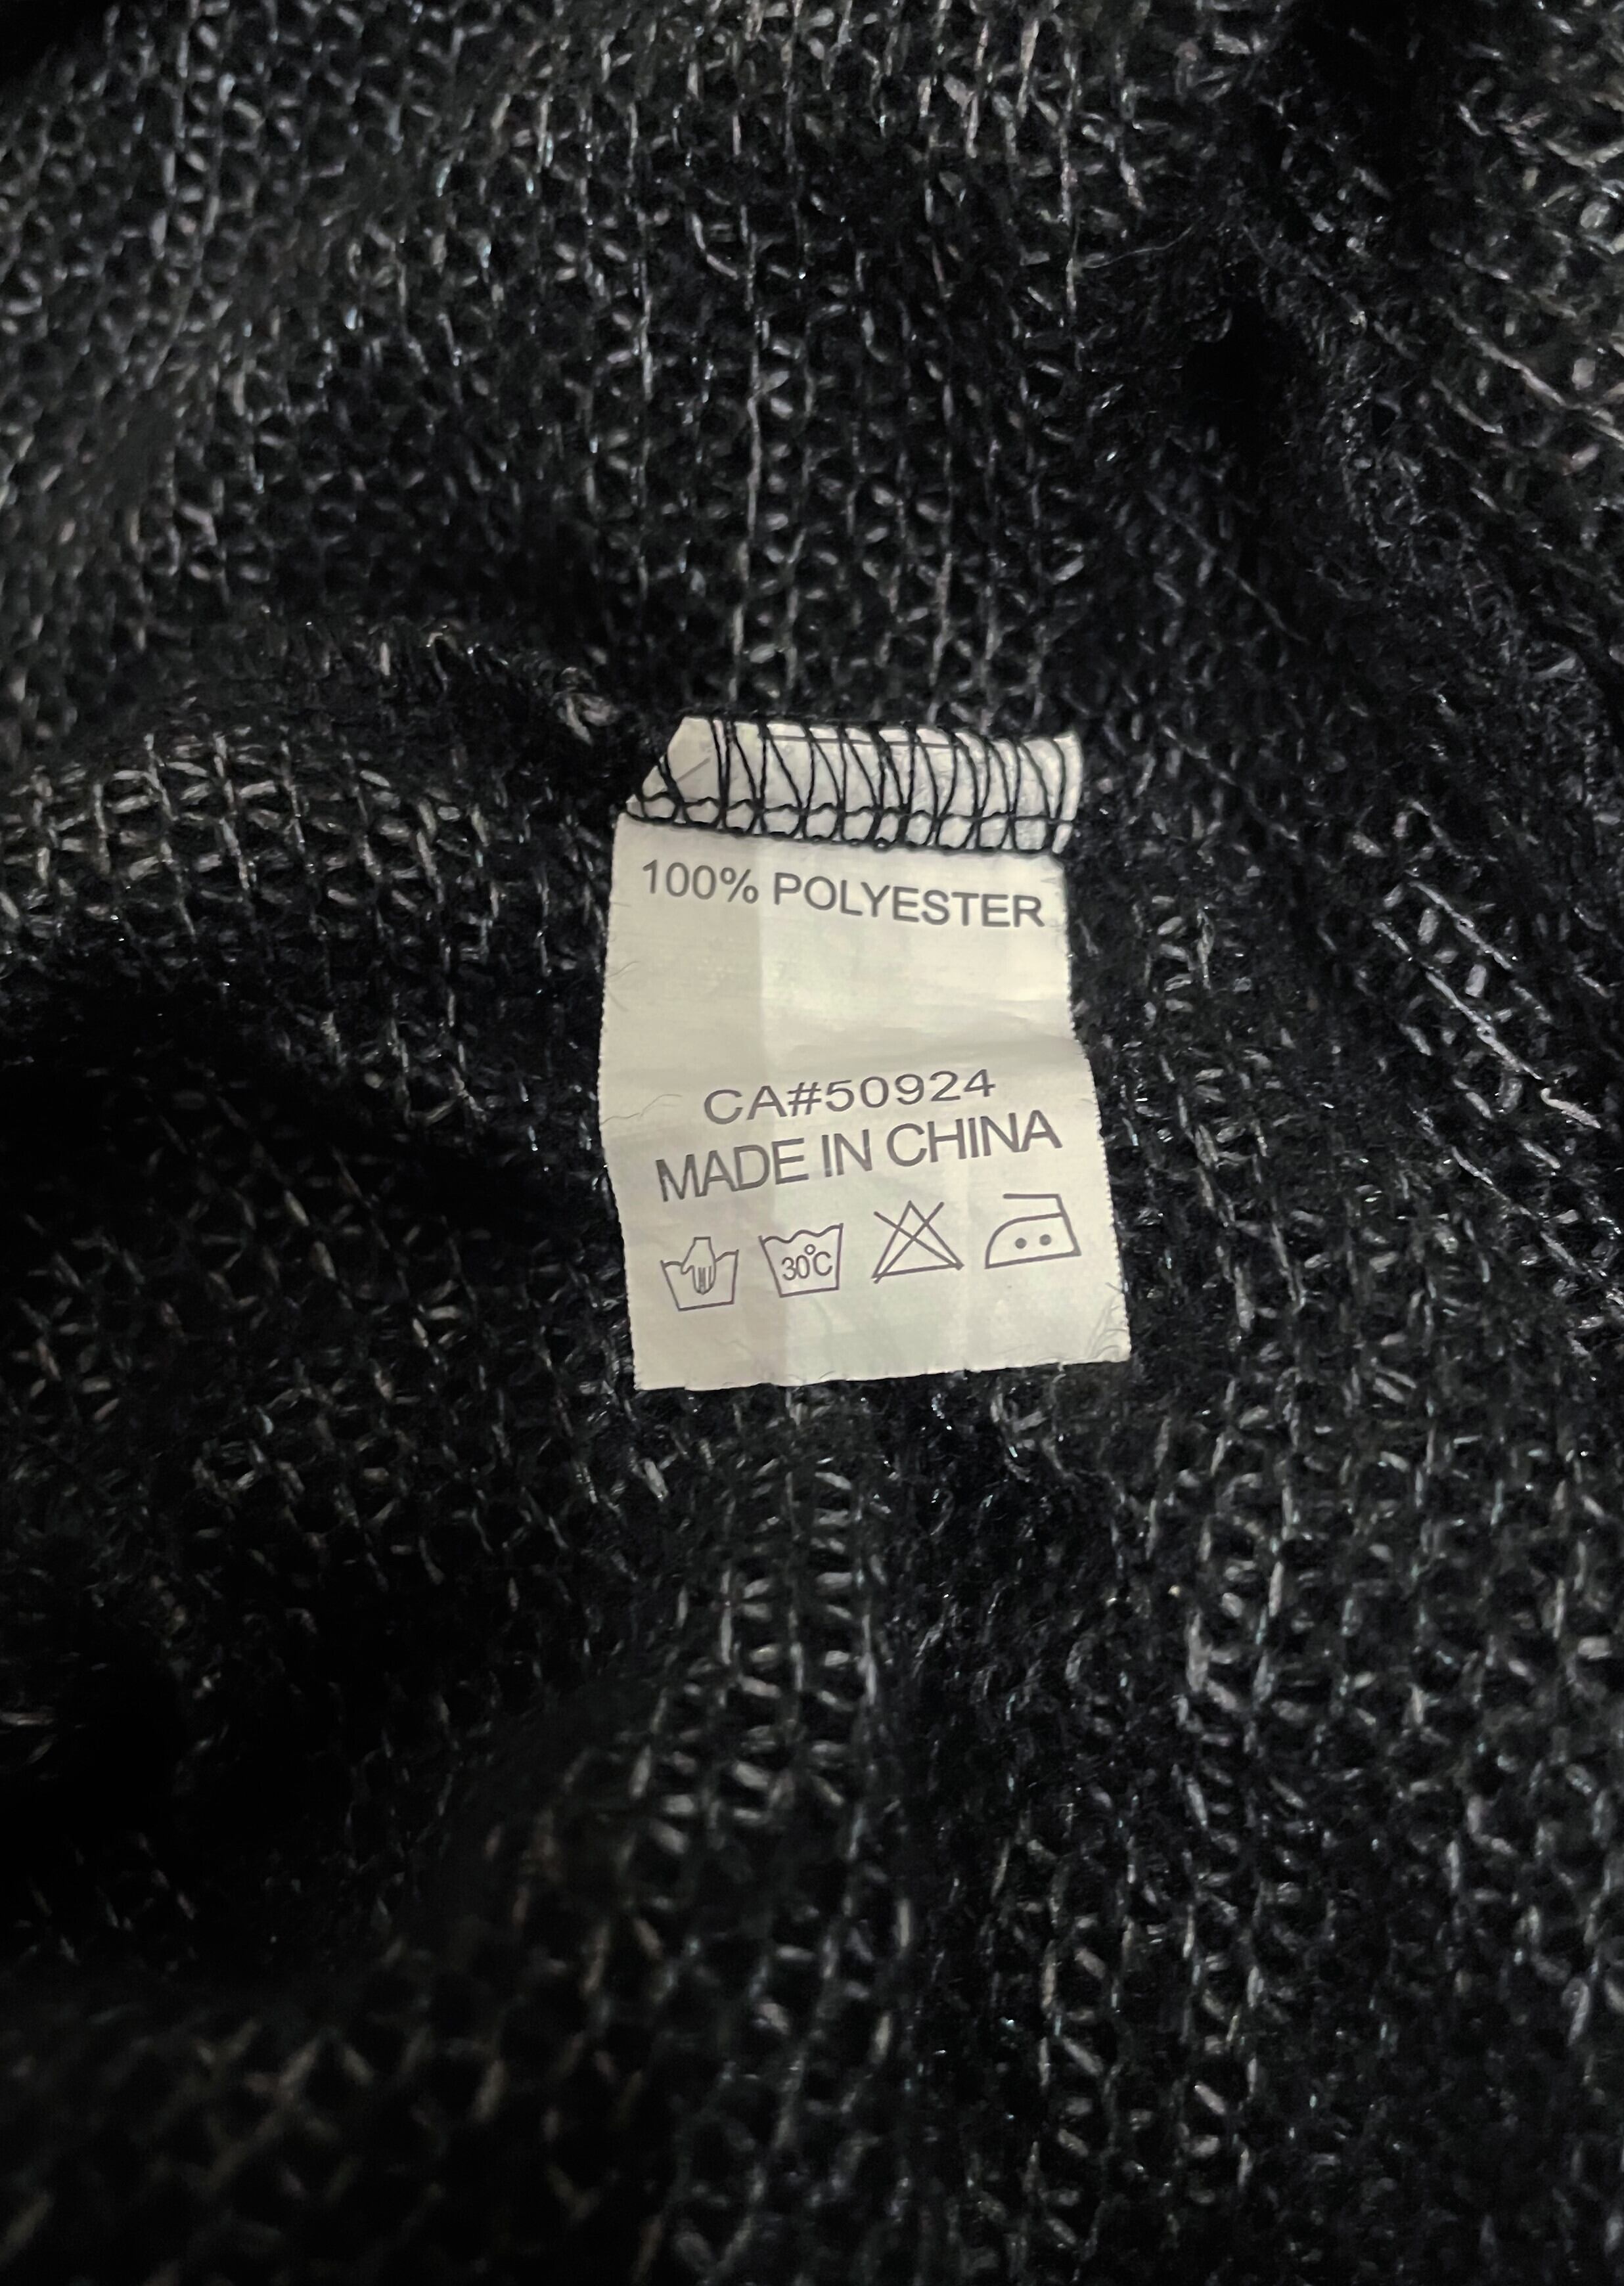 100% POLYESTER
CA#50924
MADE IN CHINA
30°C